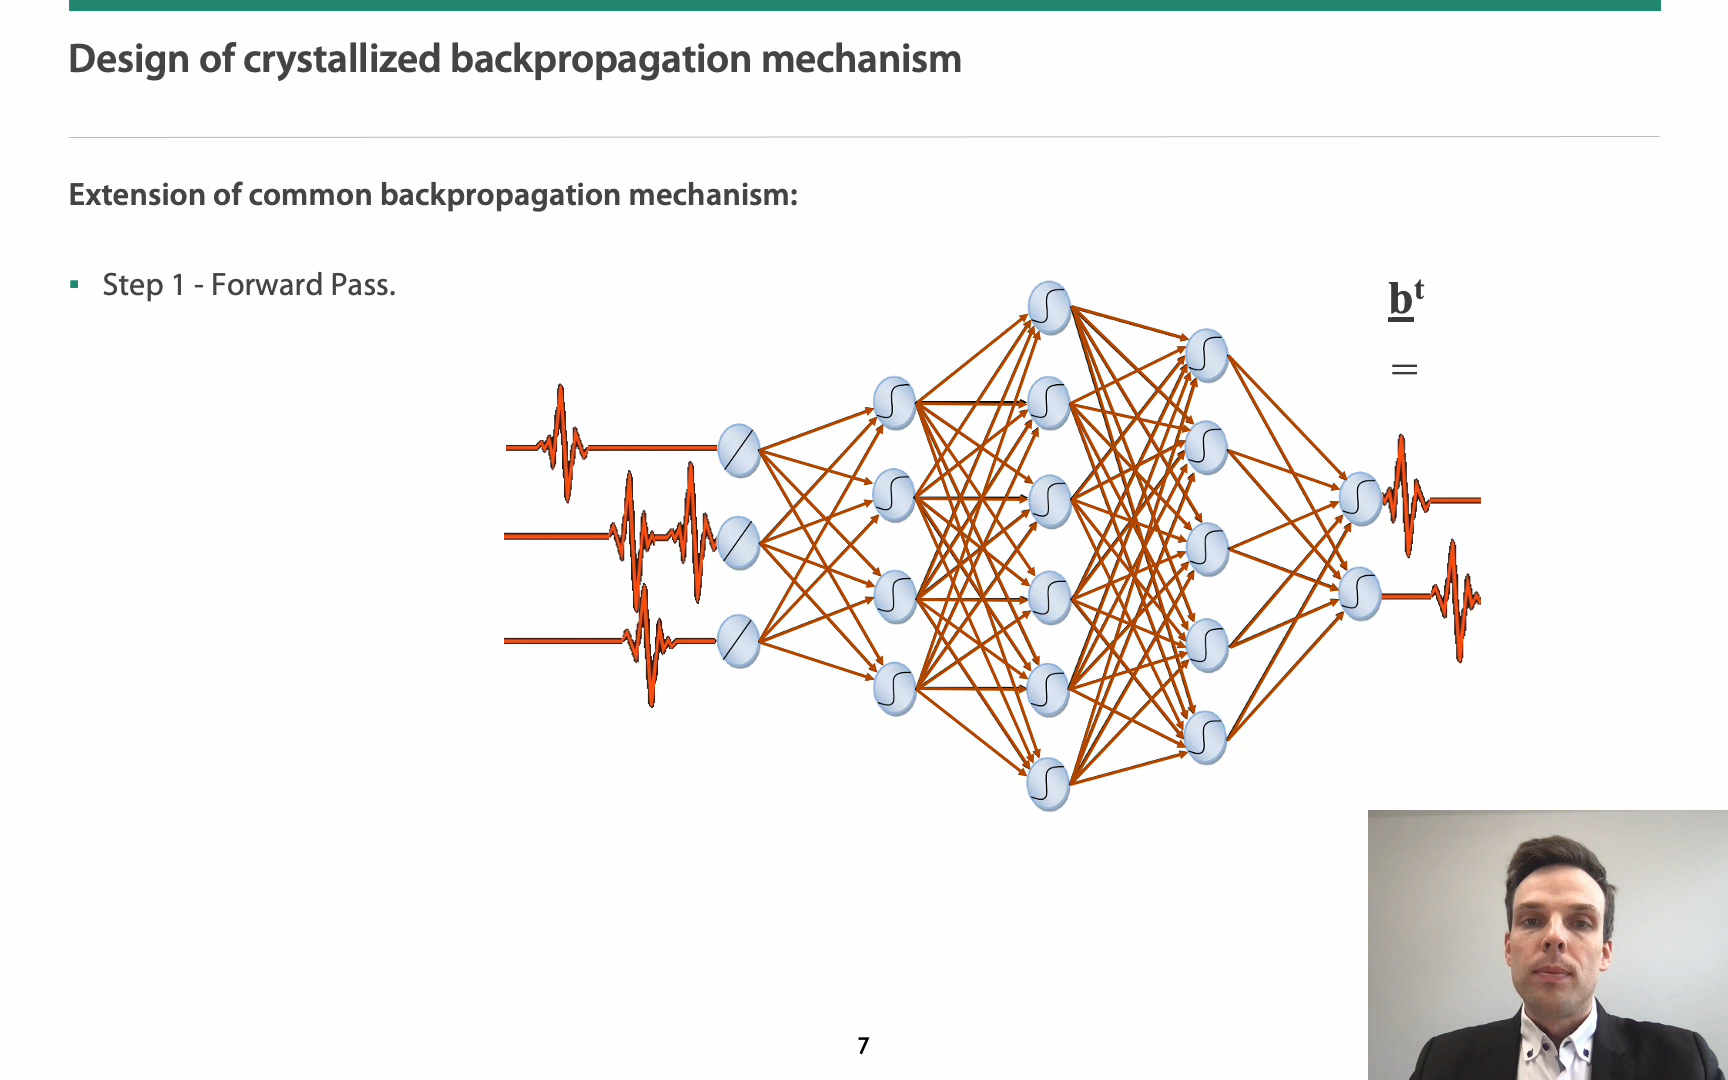 Design of crystallized backpropagation mechanism
Extension of common backpropagation mechanism:
▪ Step 1 - Forward Pass.
b^t
=
7